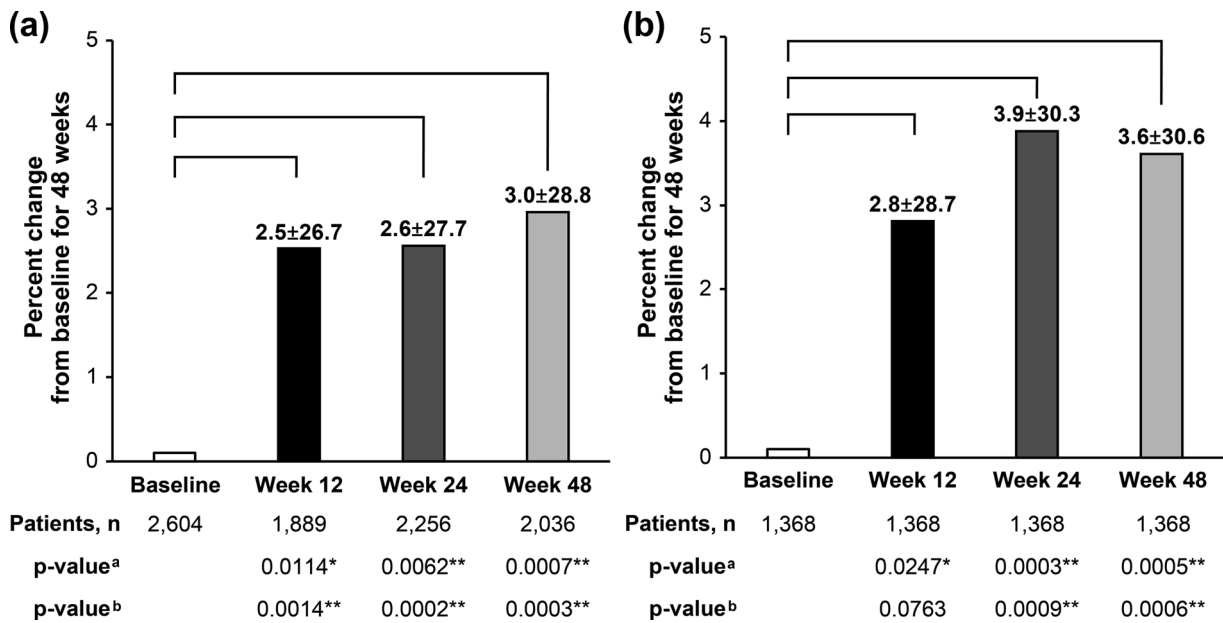 (a)
Percent change
from baseline for 48 weeks
5
4
3
2
1
0
2.5±26.7
2.6±27.7
3.0±28.8
Baseline Week 12 Week 24 Week 48
Patients, n 2,604 1,889 2,256 2,036
p-valueᵃ 0.0114* 0.0062** 0.0007**
p-valueᵇ 0.0014** 0.0002** 0.0003**
(b)
Percent change
from baseline for 48 weeks
5
4
3
2
1
0
2.8±28.7
3.9±30.3
3.6±30.6
Baseline Week 12 Week 24 Week 48
Patients, n 1,368 1,368 1,368 1,368
p-valueᵃ 0.0247* 0.0003** 0.0005**
p-valueᵇ 0.0763 0.0009** 0.0006**